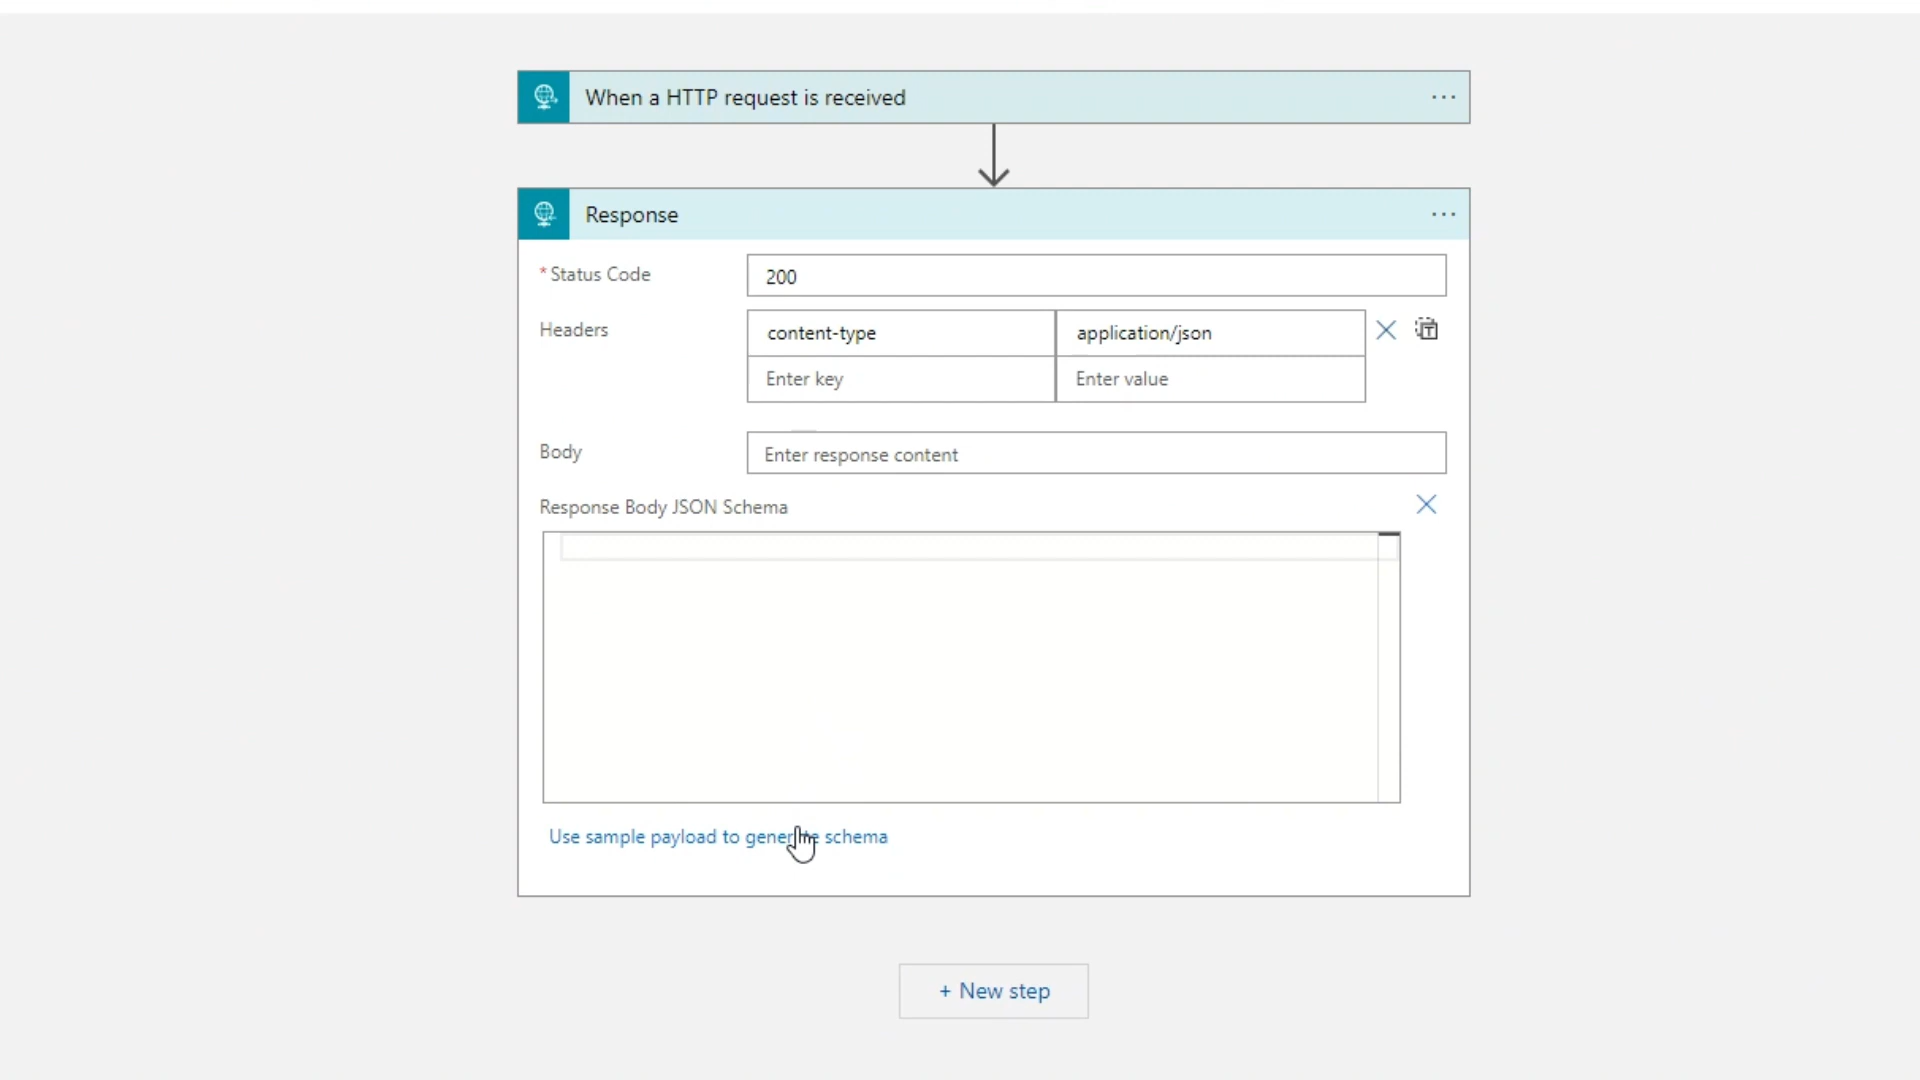 When a HTTP request is received
Response
* Status Code
200
Headers
content-type
application/json
Enter key
Enter value
Body
Enter response content
Response Body JSON Schema
Use sample payload to generate schema
+ New step